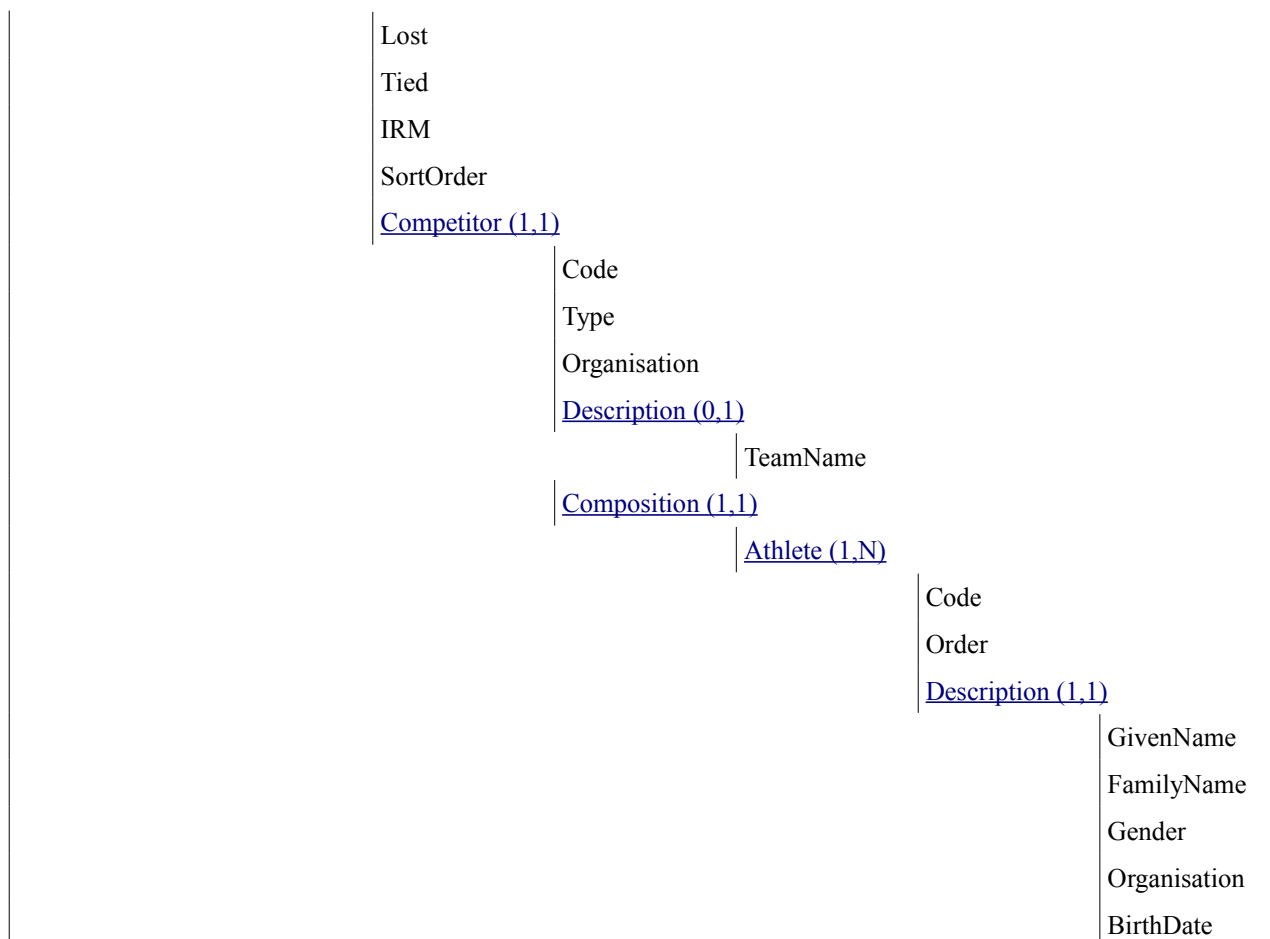 Lost
Tied
IRM
SortOrder
Competitor (1,1)
Code
Type
Organisation
Description (0,1)
TeamName
Composition (1,1)
Athlete (1,N)
Code
Order
Description (1,1)
GivenName
FamilyName
Gender
Organisation
BirthDate